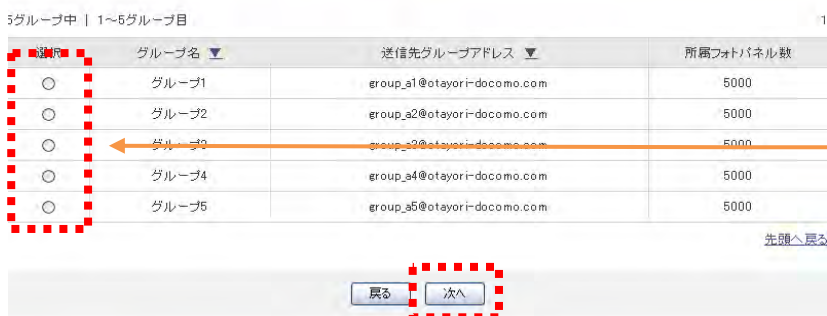 5グループ中 | 1～5グループ目 1
選択 グループ名 ▼ 送信先グループアドレス ▼ 所属フォトパネル数
グループ1 group_a1@otayori-docomo.com 5000
グループ2 group_a2@otayori-docomo.com 5000
グループ3 group_a3@otayori-docomo.com 5000
グループ4 group_a4@otayori-docomo.com 5000
グループ5 group_a5@otayori-docomo.com 5000
先頭へ戻る
戻る 次へ